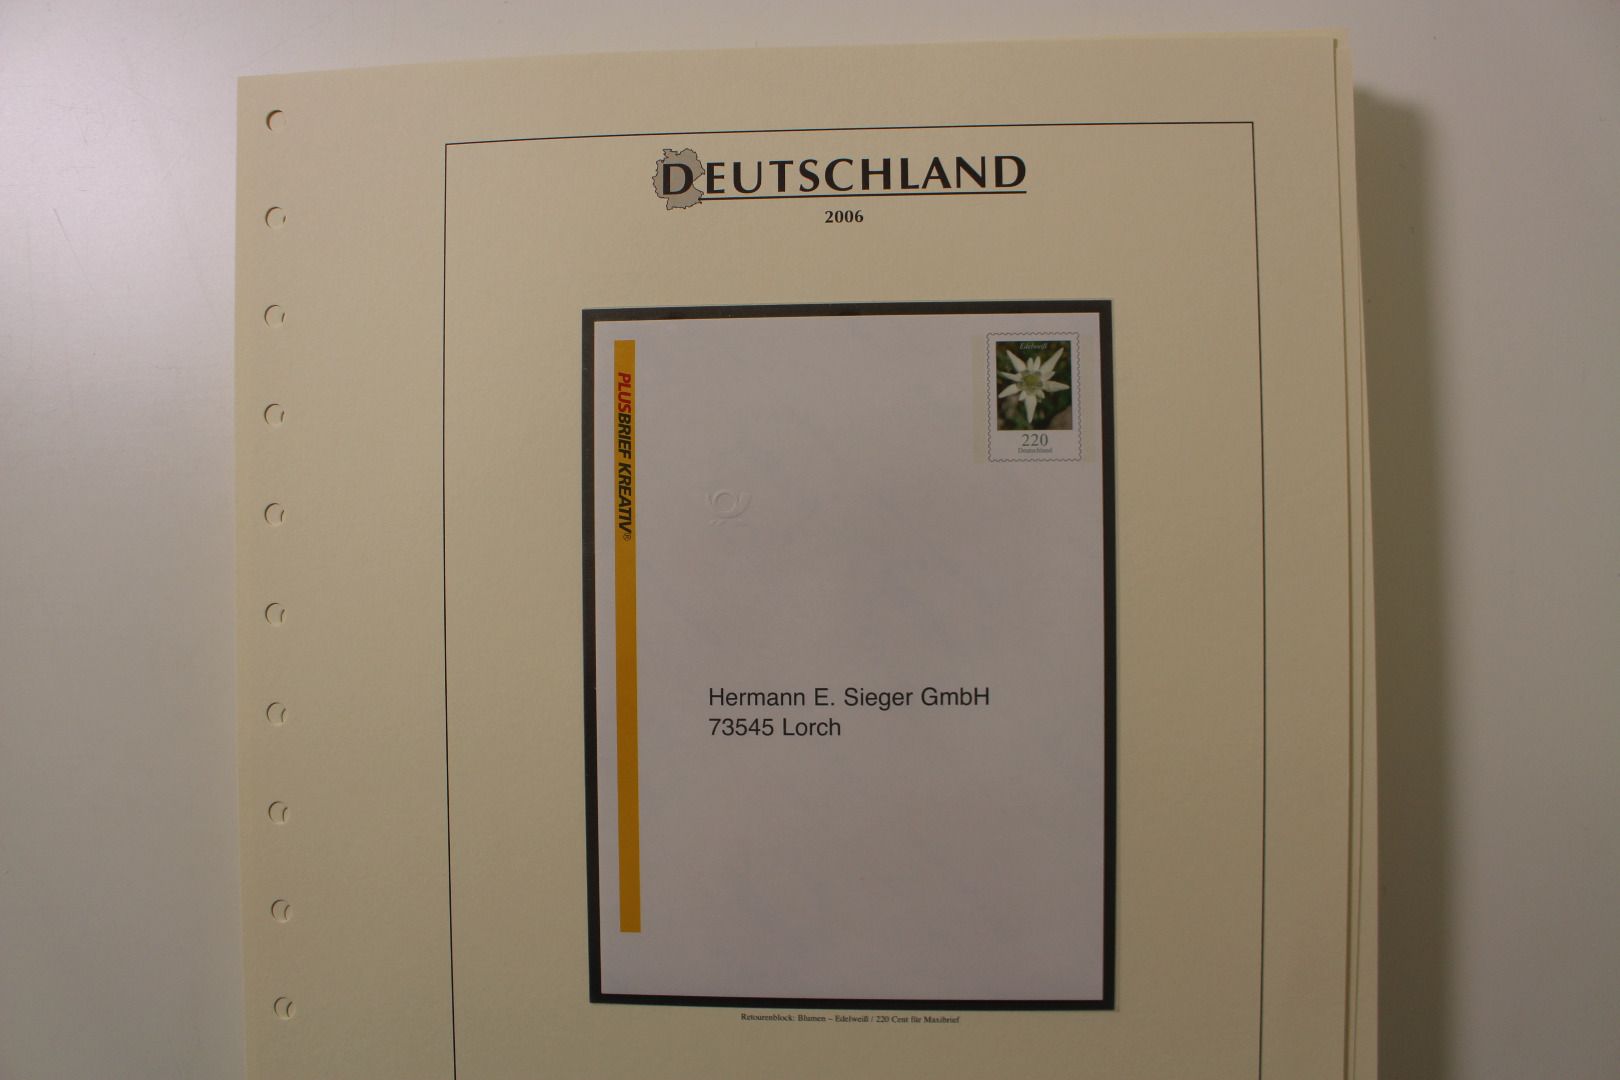 DEUTSCHLAND
2006
Edelweiß
220
Deutschland
PLUSBRIEF KREATIV®
Hermann E. Sieger GmbH
73545 Lorch
Retourenblock: Blumen – Edelweiß / 220 Cent für Maxibrief